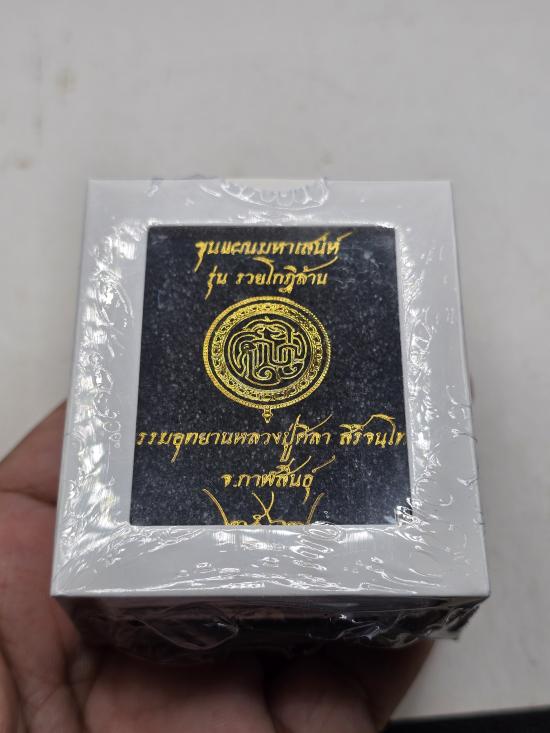 ขุนแผนมหาเสน่ห์
รุ่น รวยโกฏิล้าน
ธรรมอุทยานหลวงปู่ศิลา สิริจนฺโท
จ.กาฬสินธุ์